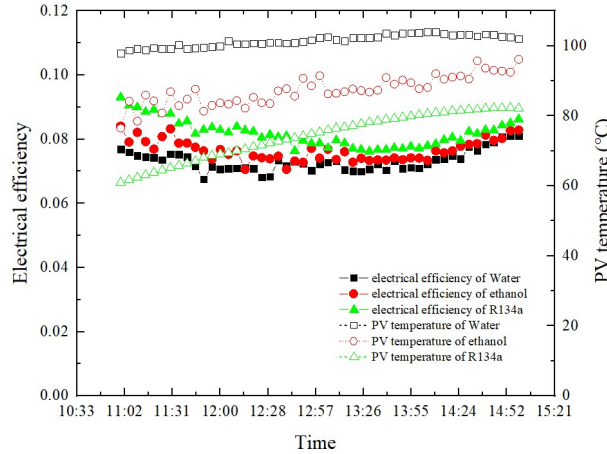 0.12
0.10
0.08
0.06
0.04
0.02
0.00
Electrical efficiency
100
80
60
40
20
0
PV temperature (°C)
electrical efficiency of Water
electrical efficiency of ethanol
electrical efficiency of R134a
PV temperature of Water
PV temperature of ethanol
PV temperature of R134a
10:33 11:02 11:31 12:00 12:28 12:57 13:26 13:55 14:24 14:52 15:21
Time